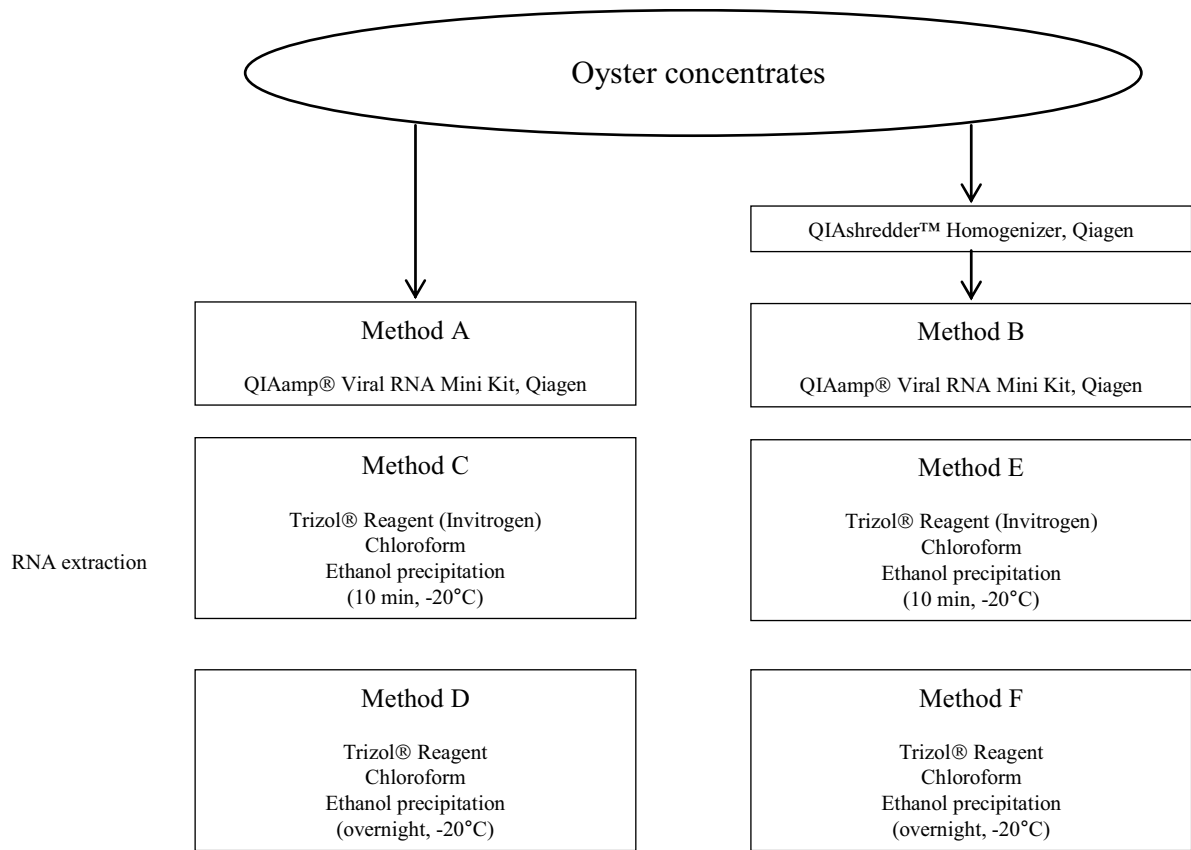 Oyster concentrates
QIAshredder™ Homogenizer, Qiagen
Method A
QIAamp® Viral RNA Mini Kit, Qiagen
Method B
QIAamp® Viral RNA Mini Kit, Qiagen
RNA extraction
Method C
Trizol® Reagent (Invitrogen)
Chloroform
Ethanol precipitation
(10 min, -20°C)
Method E
Trizol® Reagent (Invitrogen)
Chloroform
Ethanol precipitation
(10 min, -20°C)
Method D
Trizol® Reagent
Chloroform
Ethanol precipitation
(overnight, -20°C)
Method F
Trizol® Reagent
Chloroform
Ethanol precipitation
(overnight, -20°C)